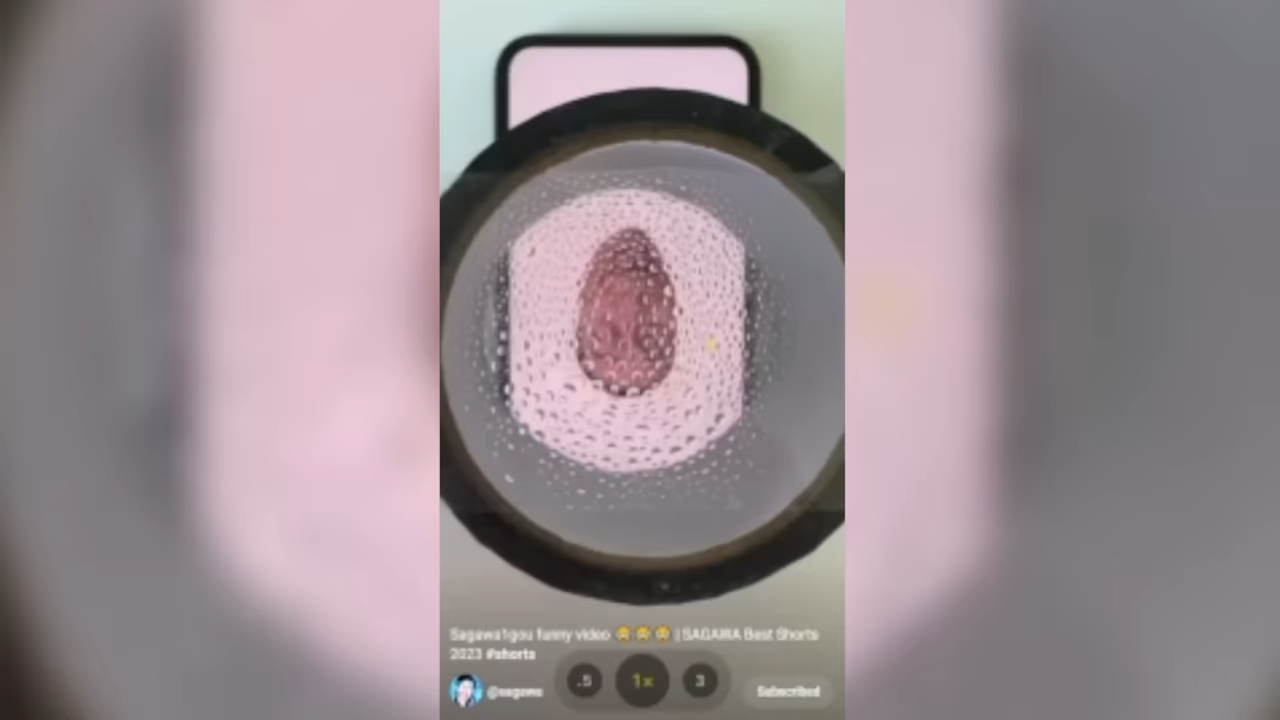 Sagawa1gou funny video 😂😂😂 || SAGAWA Best Shorts
2023 #shorts
.5
1x
3
@sagawa
Subscribed